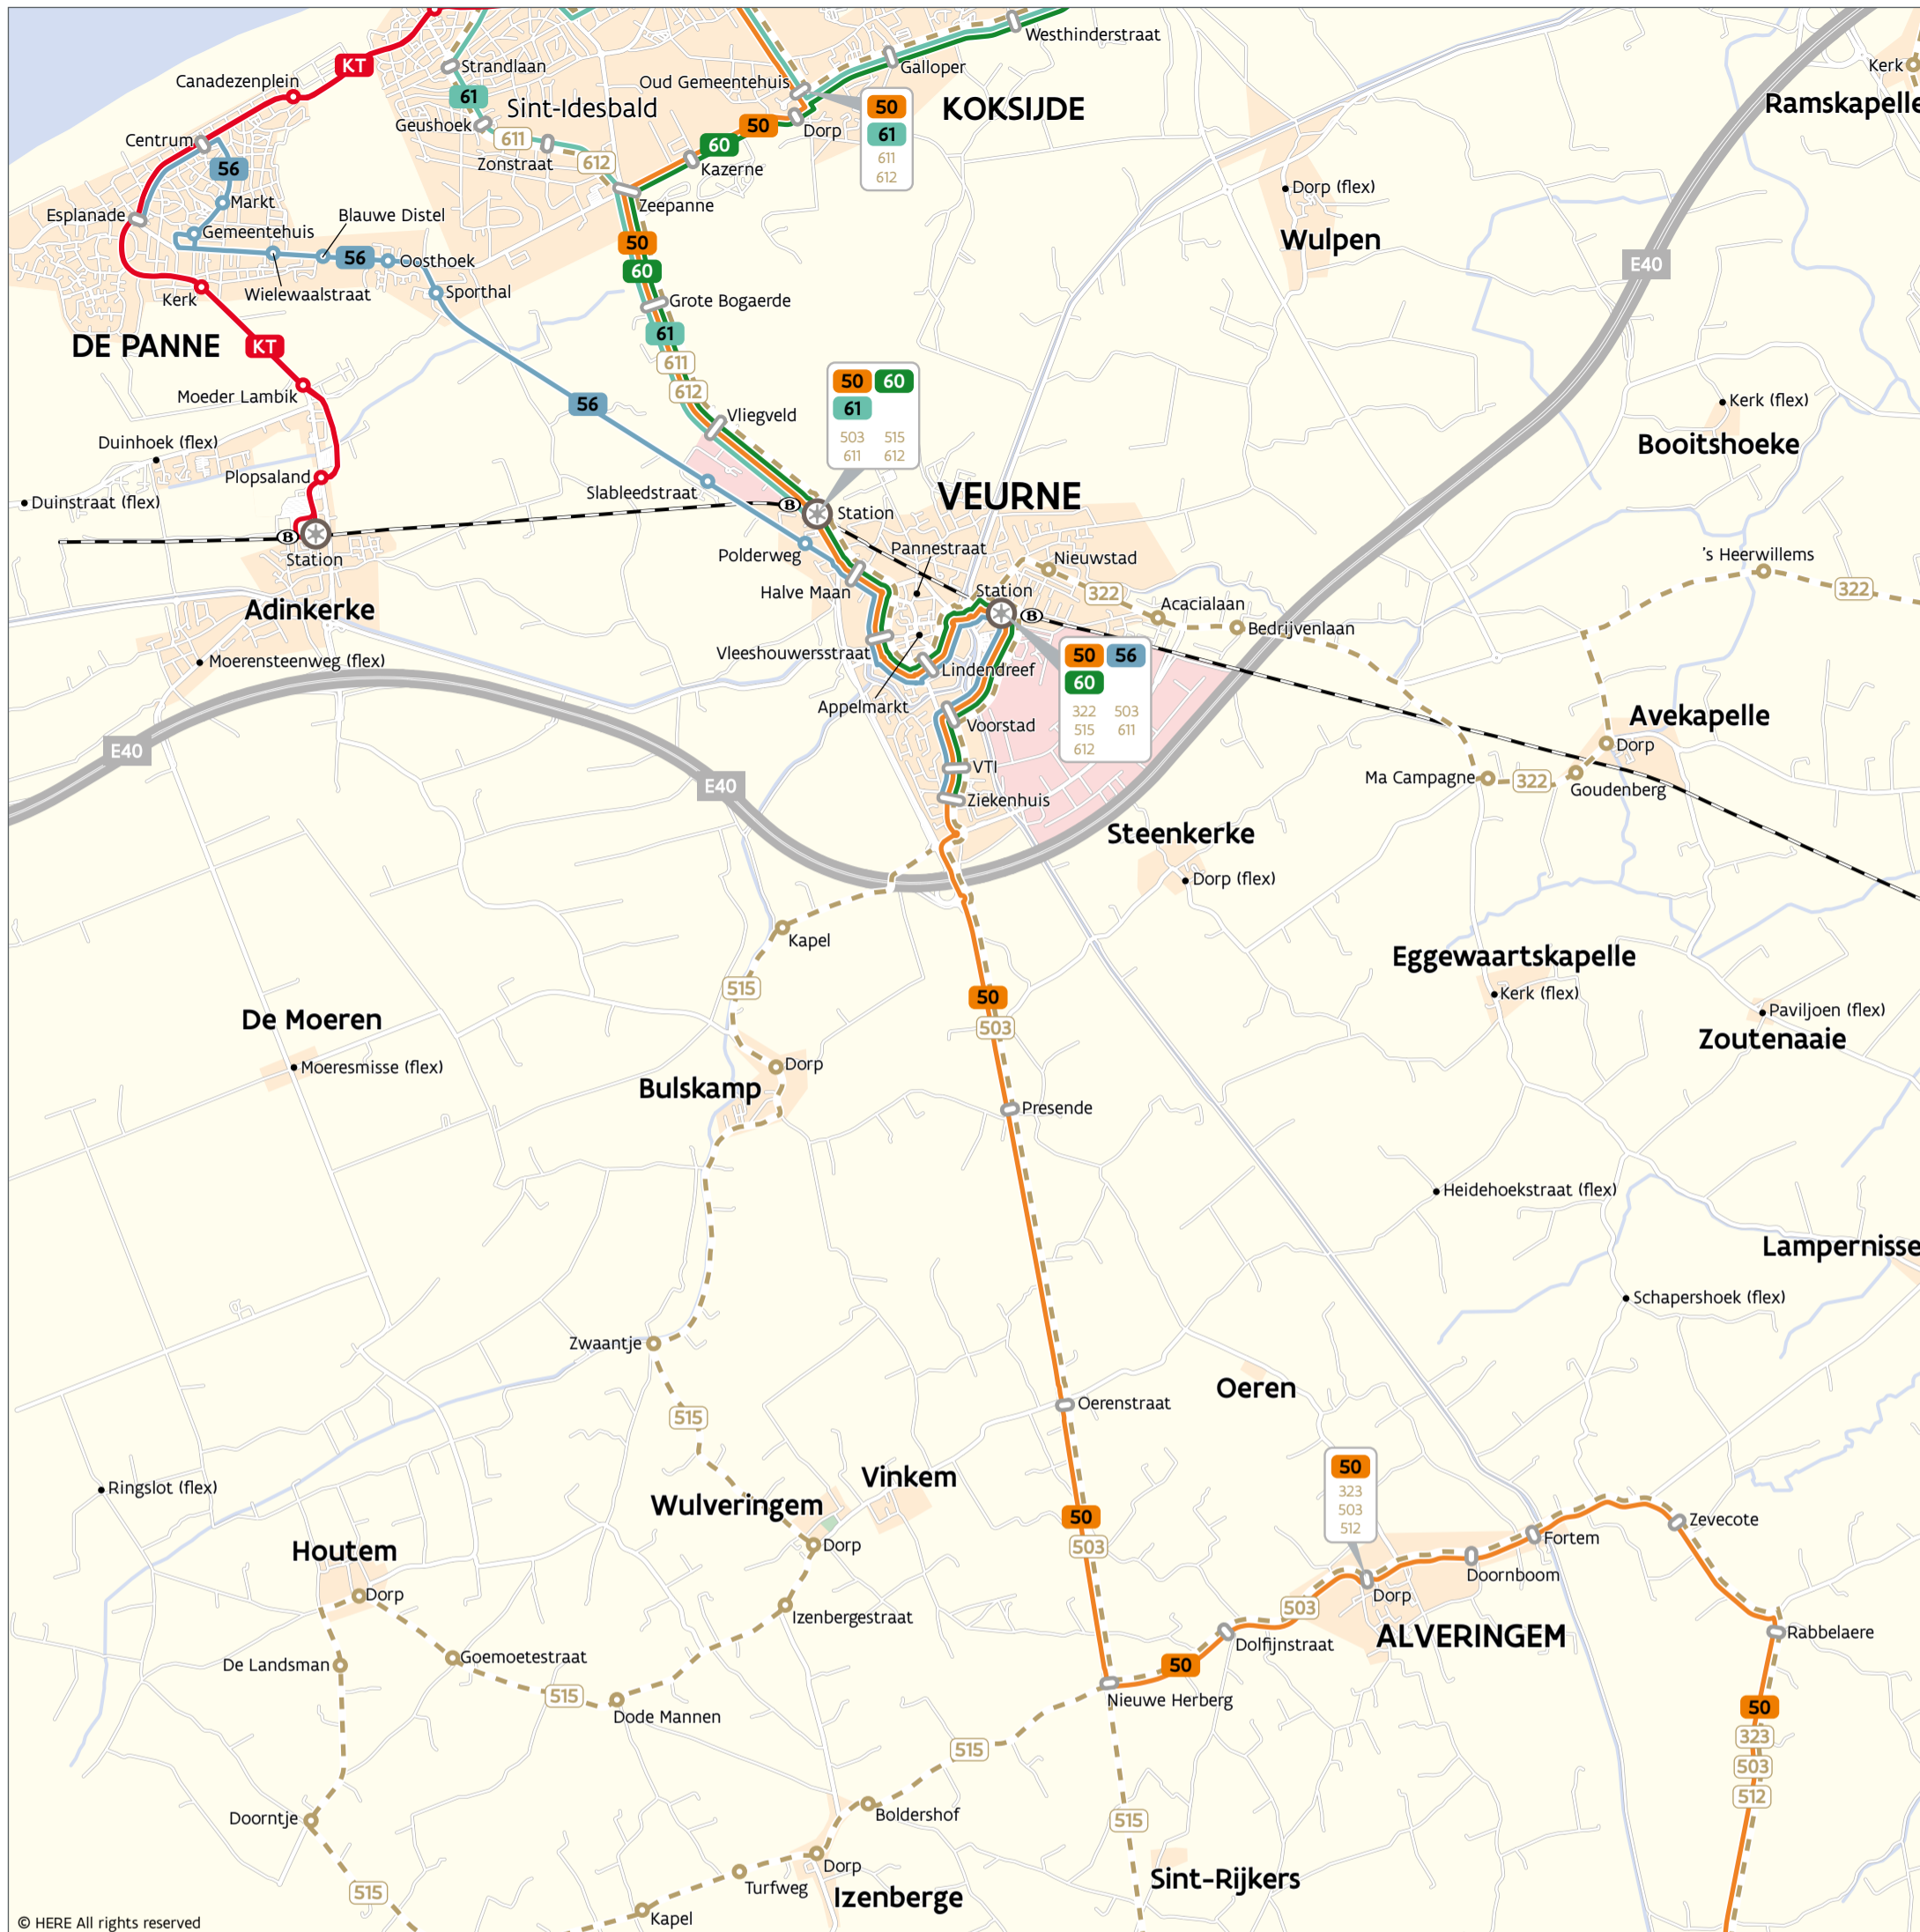 Westhinderstraat
KT
Strandlaan
Galloper
Kerk
Canadezenplein
Oud Gemeentehuis
61
Sint-Idesbald
KOKSIJDE
Ramskapelle
50
61
611
612
Geushoek
611
50
Dorp
Centrum
60
Zonstraat
612
Kazerne
56
Dorp (flex)
Markt
Zeepanne
Esplanade
Blauwe Distel
Gemeentehuis
Wulpen
50
56
Oosthoek
60
E40
Kerk
Wielewaalstraat
Sporthal
Grote Bogaerde
61
DE PANNE
KT
611
Moeder Lambik
612
50 60
61
503 515
611 612
56
Kerk (flex)
Vliegveld
Booitshoeke
Duinhoek (flex)
Plopsaland
Slableedstraat
VEURNE
Duinstraat (flex)
B
Station
B
Station
Polderweg
Pannestraat
Nieuwstad
's Heerwillems
322
322
Halve Maan
Station
Acacialaan
Adinkerke
B
Bedrijvenlaan
Vleeshouwersstraat
50 56
60
322 503
515 611
612
Moerensteenweg (flex)
Lindendreef
Appelmarkt
Voorstad
Avekapelle
Dorp
E40
VTI
Ma Campagne
322
Goudenberg
E40
Ziekenhuis
Steenkerke
Dorp (flex)
Kapel
Eggewaartskapelle
515
50
Kerk (flex)
De Moeren
503
Paviljoen (flex)
Zoutenaaie
Moeresmisse (flex)
Dorp
Bulskamp
Presende
Heidehoekstraat (flex)
Lampernisse
Schapershoek (flex)
Zwaantje
Oeren
Oerenstraat
515
50
323
503
512
Vinkem
Ringslot (flex)
Wulveringem
50
Zevecote
Houtem
Dorp
503
Fortem
Doornboom
Dorp
Dorp
Izenbergestraat
503
ALVERINGEM
Dolfijnstraat
Rabbelaere
De Landsman
Goemoetestraat
50
515
Nieuwe Herberg
50
Dode Mannen
323
515
503
512
Doorntje
Boldershof
515
Dorp
Turfweg
Izenberge
Sint-Rijkers
515
Kapel
© HERE All rights reserved